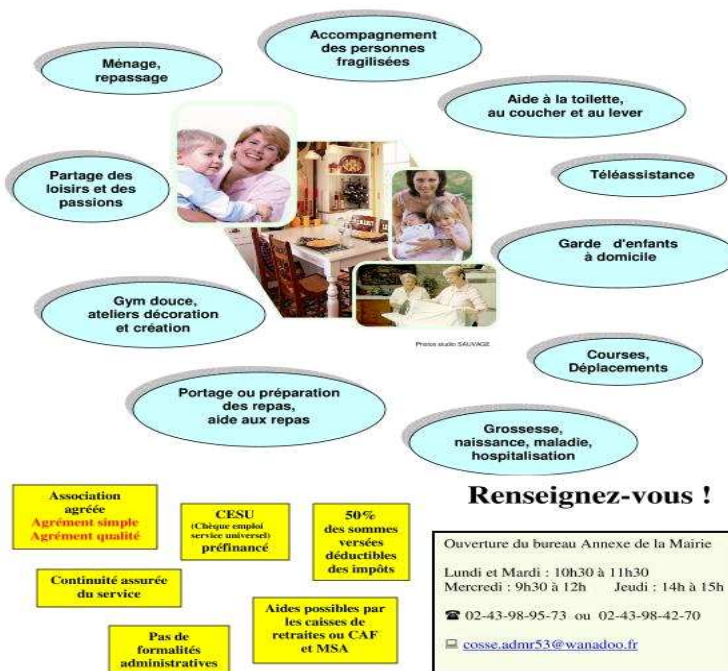 Accompagnement
des personnes
fragilisées
Ménage,
repassage
Aide à la toilette,
au coucher et au lever
Partage des
loisirs et des
passions
Téléassistance
Garde d'enfants
à domicile
Gym douce,
ateliers décoration
et création
Photos studio SAUVAGE
Courses,
Déplacements
Portage ou préparation
des repas,
aide aux repas
Grossesse,
naissance, maladie,
hospitalisation
Association
agréée
Agrément simple
Agrément qualité
CESU
(Chèque emploi
service universel)
préfinancé
50%
des sommes
versées
déductibles
des impôts
Continuité assurée
du service
Aides possibles par
les caisses de
retraites ou CAF
et MSA
Pas de
formalités
administratives
Renseignez-vous !
Ouverture du bureau Annexe de la Mairie
Lundi et Mardi : 10h30 à 11h30
Mercredi : 9h30 à 12h Jeudi : 14h à 15h
☎ 02-43-98-95-73 ou 02-43-98-42-70
cosse.admr53@wanadoo.fr